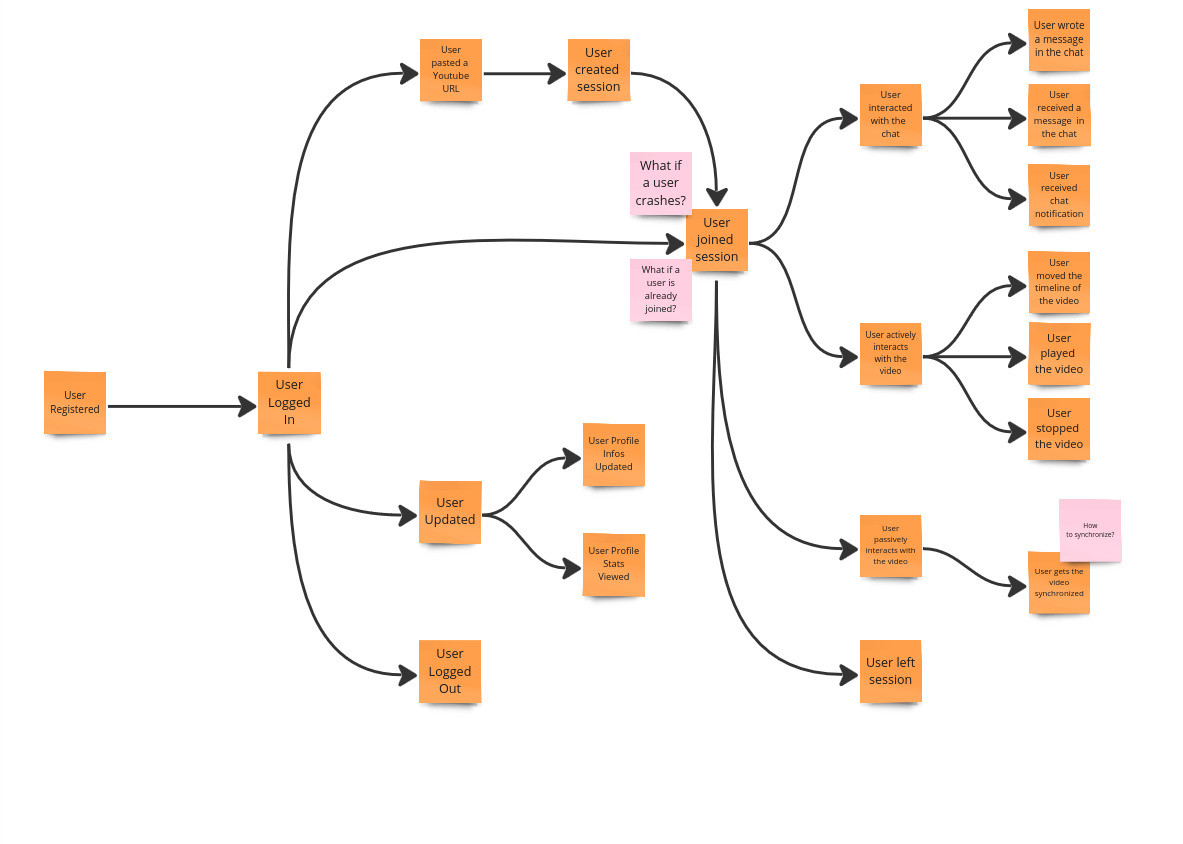 User wrote
a message
in the chat
User
pasted a
Youtube
URL
User
created
session
User
interacted
with the
chat
User
received a
message in
the chat
What if
a user
crashes?
User
received
chat
notification
User
joined
session
What if a
user is
already
joined?
User
moved the
timeline of
the video
User actively
interacts
with the
video
User
played
the video
User
Registered
User
Logged
In
User
stopped
the video
User Profile
Infos
Updated
User
Updated
User Profile
Stats
Viewed
User
passively
interacts with
the video
How
to synchronize?
User gets the
video
synchronized
User
Logged
Out
User left
session